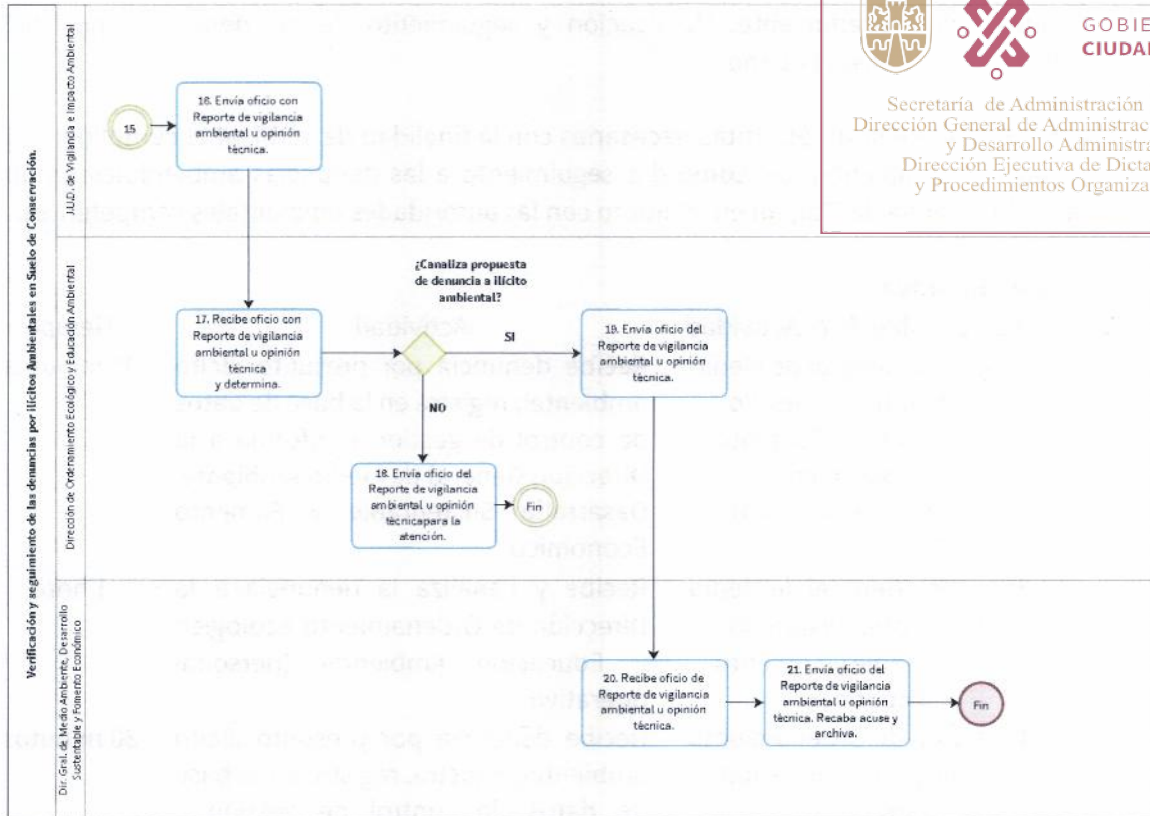 Verificación y seguimiento de las denuncias por ilícitos Ambientales en Suelo de Conservación.
J.U.D. de Vigilancia e Impacto Ambiental
15
16. Envía oficio con
Reporte de vigilancia
ambiental u opinión
técnica.
GOBIE
CIUDA
Secretaría de Administración
Dirección General de Administrac
y Desarrollo Administra
Dirección Ejecutiva de Dicta
y Procedimientos Organiza
Dirección de Ordenamiento Ecológico y Educación Ambiental
17. Recibe oficio con
Reporte de vigilancia
ambiental u opinión
técnica
y determina.
¿Canaliza propuesta
de denuncia a ilícito
ambiental?
SI
NO
19. Envía oficio del
Reporte de vigilancia
ambiental u opinión
técnica.
18. Envía oficio del
Reporte de vigilancia
ambiental u opinión
técnicapara la
atención.
Fin
Dir. Gral. de Medio Ambiente, Desarrollo
Sustentable y Fomento Económico
20. Recibe oficio de
Reporte de vigilancia
ambiental u opinión
técnica.
21. Envía oficio del
Reporte de vigilancia
ambiental u opinión
técnica. Recaba acuse y
archiva.
Fin